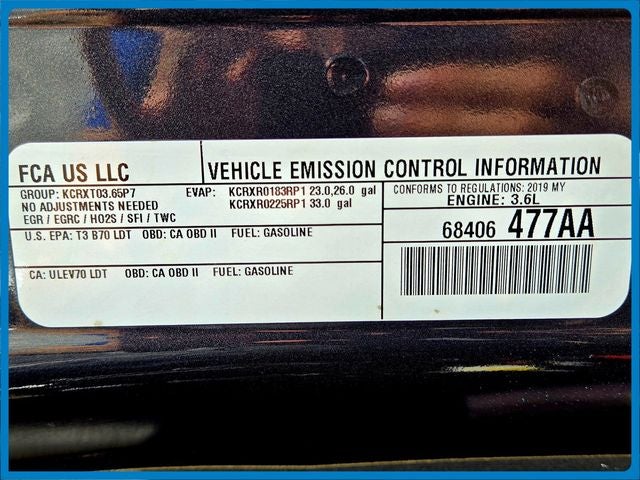 FCA US LLC
VEHICLE EMISSION CONTROL INFORMATION
GROUP: KCRXT03.65P7
NO ADJUSTMENTS NEEDED
EGR / EGRC / HO2S / SFI / TWC
EVAP: KCRXR0183RP1 23.0,26.0 gal
KCRXR0225RP1 33.0 gal
CONFORMS TO REGULATIONS: 2019 MY
ENGINE: 3.6L
U.S. EPA: T3 B70 LDT OBD: CA OBD II FUEL: GASOLINE
68406 477AA
CA: ULEV70 LDT OBD: CA OBD II FUEL: GASOLINE